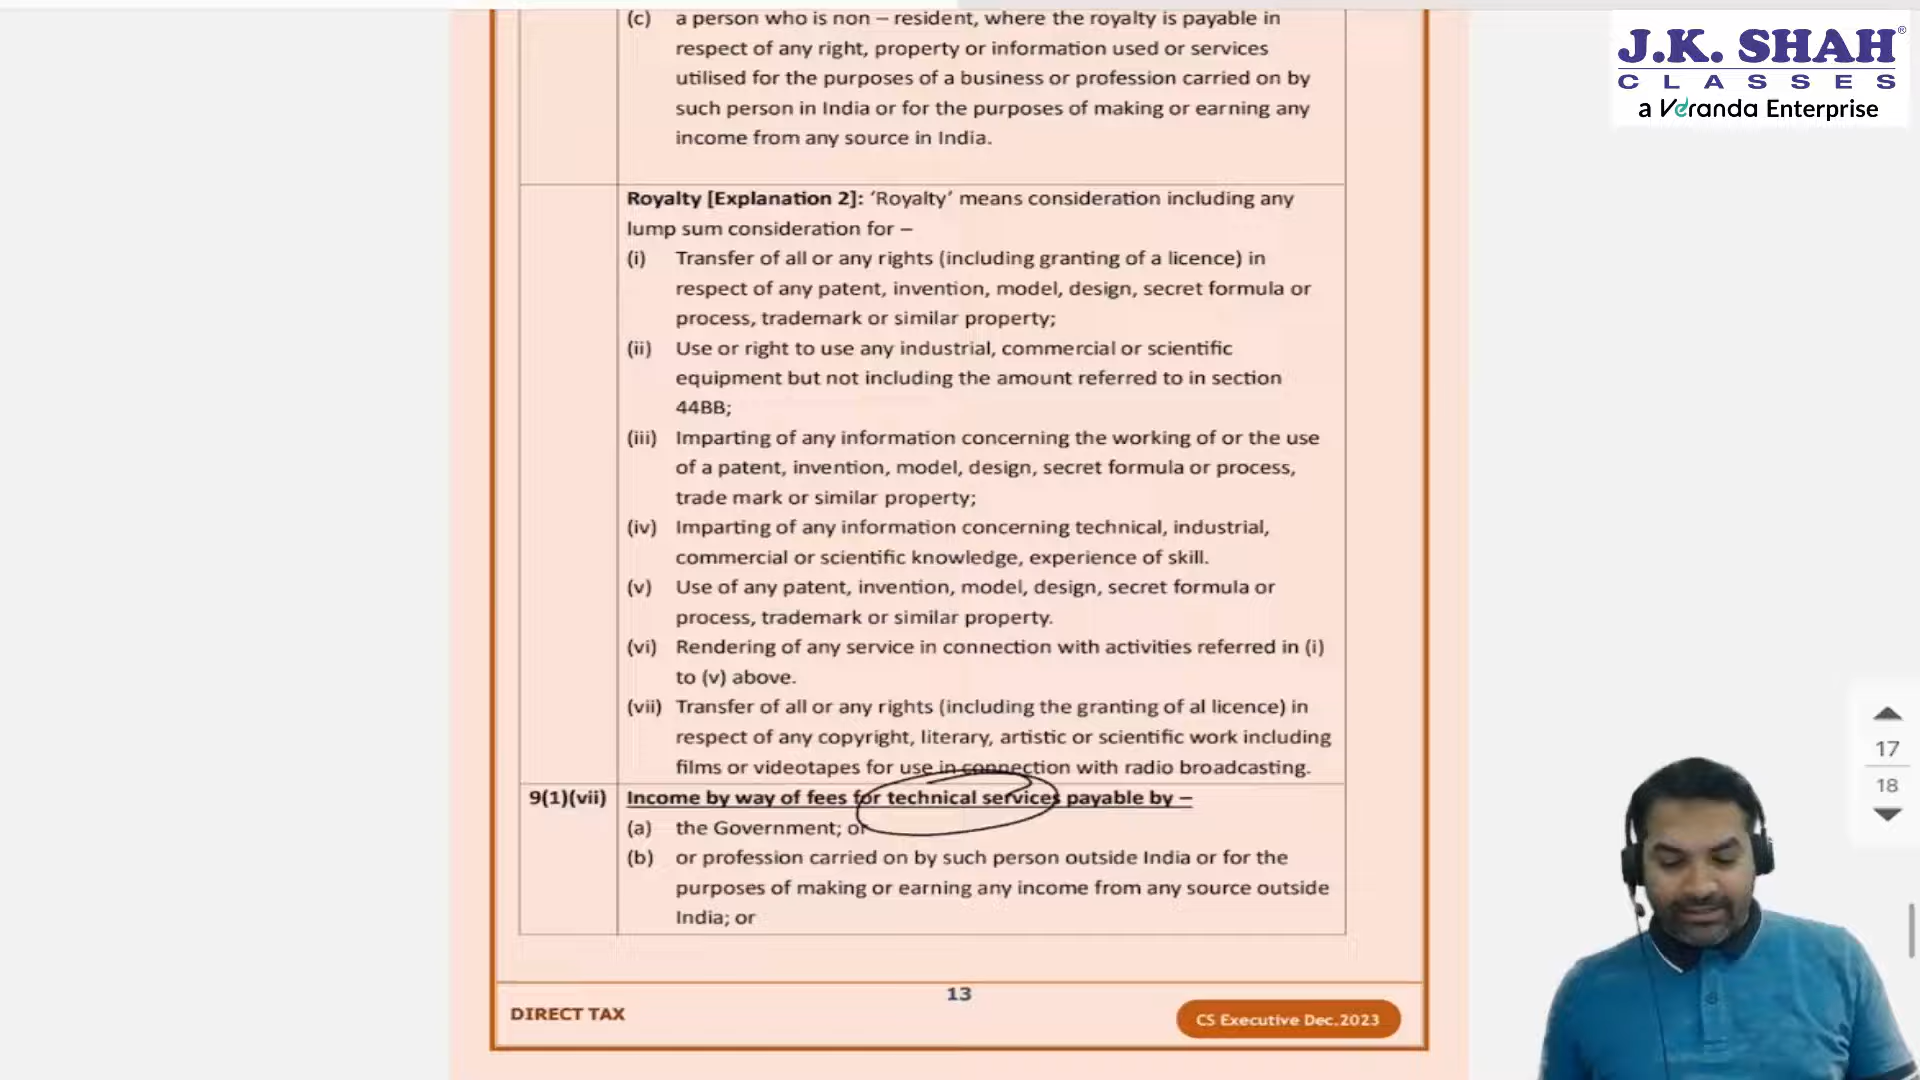 (c) a person who is non – resident, where the royalty is payable in
respect of any right, property or information used or services
utilised for the purposes of a business or profession carried on by
such person in India or for the purposes of making or earning any
income from any source in India.
Royalty [Explanation 2]: ‘Royalty’ means consideration including any
lump sum consideration for –
(i) Transfer of all or any rights (including granting of a licence) in
respect of any patent, invention, model, design, secret formula or
process, trademark or similar property;
(ii) Use or right to use any industrial, commercial or scientific
equipment but not including the amount referred to in section
44BB;
(iii) Imparting of any information concerning the working of or the use
of a patent, invention, model, design, secret formula or process,
trade mark or similar property;
(iv) Imparting of any information concerning technical, industrial,
commercial or scientific knowledge, experience of skill.
(v) Use of any patent, invention, model, design, secret formula or
process, trademark or similar property.
(vi) Rendering of any service in connection with activities referred in (i)
to (v) above.
(vii) Transfer of all or any rights (including the granting of al licence) in
respect of any copyright, literary, artistic or scientific work including
films or videotapes for use in connection with radio broadcasting.
9(1)(vii) Income by way of fees for technical services payable by –
(a) the Government; or
(b) or profession carried on by such person outside India or for the
purposes of making or earning any income from any source outside
India; or
13
DIRECT TAX
CS Executive Dec.2023
J.K. SHAH®
CLASSES
a Veranda Enterprise
17
18